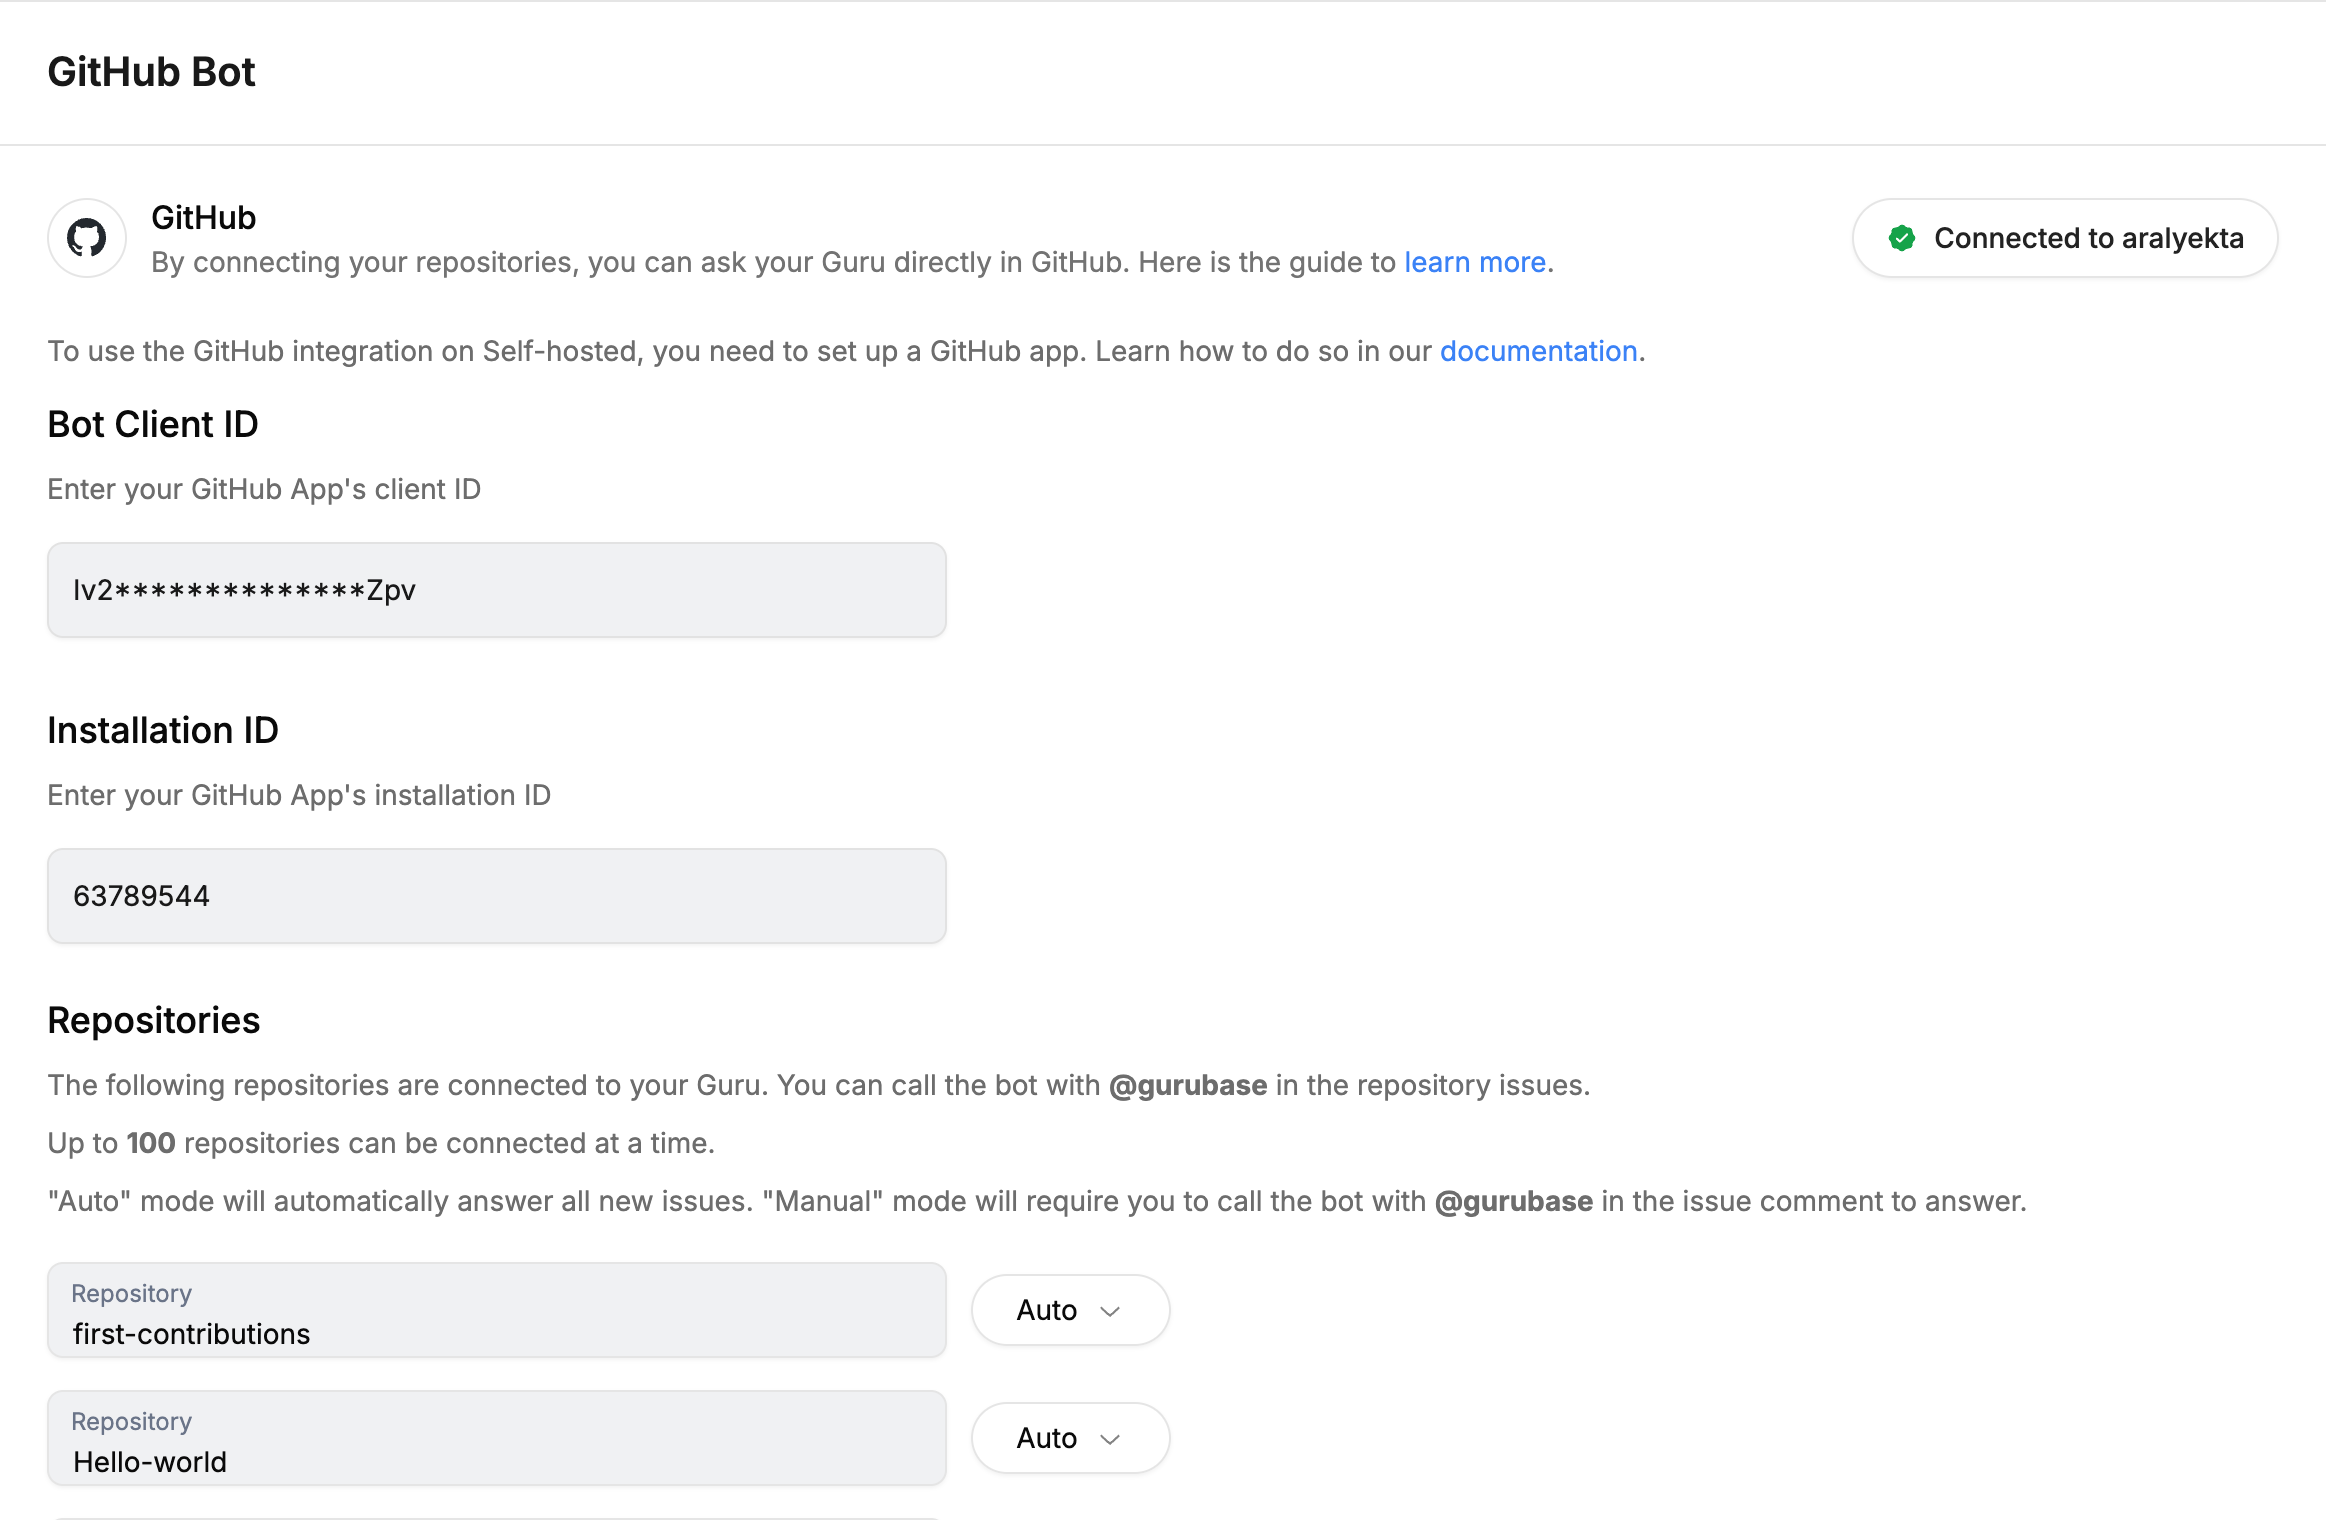 GitHub Bot
GitHub
By connecting your repositories, you can ask your Guru directly in GitHub. Here is the guide to learn more.
Connected to aralyekta
To use the GitHub integration on Self-hosted, you need to set up a GitHub app. Learn how to do so in our documentation.
Bot Client ID
Enter your GitHub App's client ID
Iv2**************Zpv
Installation ID
Enter your GitHub App's installation ID
63789544
Repositories
The following repositories are connected to your Guru. You can call the bot with @gurubase in the repository issues.
Up to 100 repositories can be connected at a time.
"Auto" mode will automatically answer all new issues. "Manual" mode will require you to call the bot with @gurubase in the issue comment to answer.
Repository
first-contributions
Auto
Repository
Hello-world
Auto